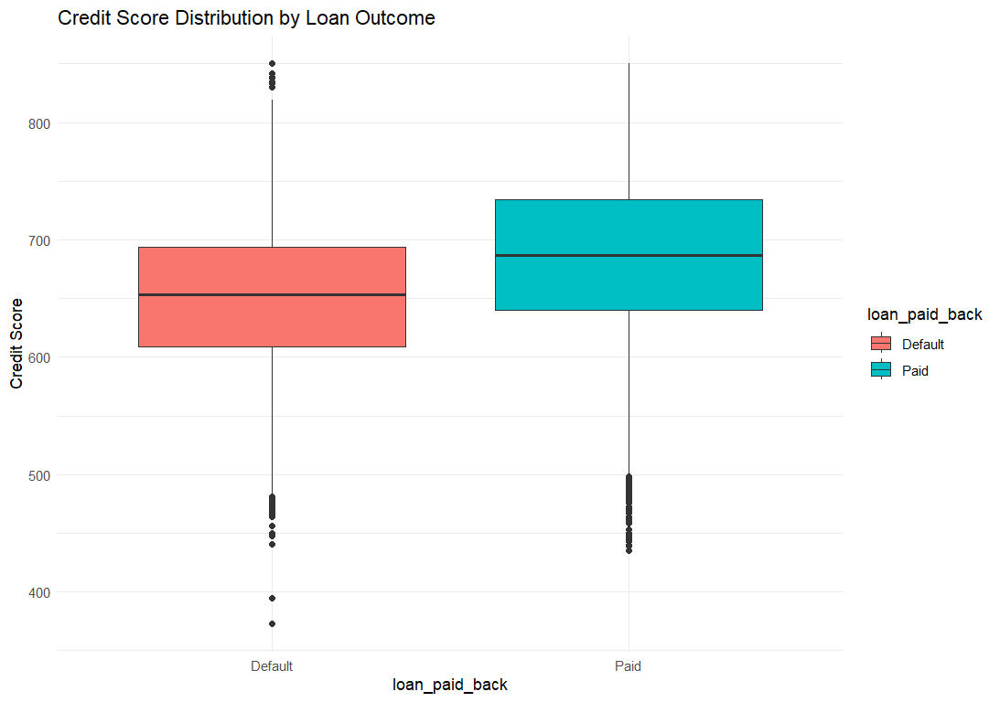 Credit Score Distribution by Loan Outcome
Credit Score
800
700
600
500
400
Default
Paid
loan_paid_back
loan_paid_back
Default
Paid